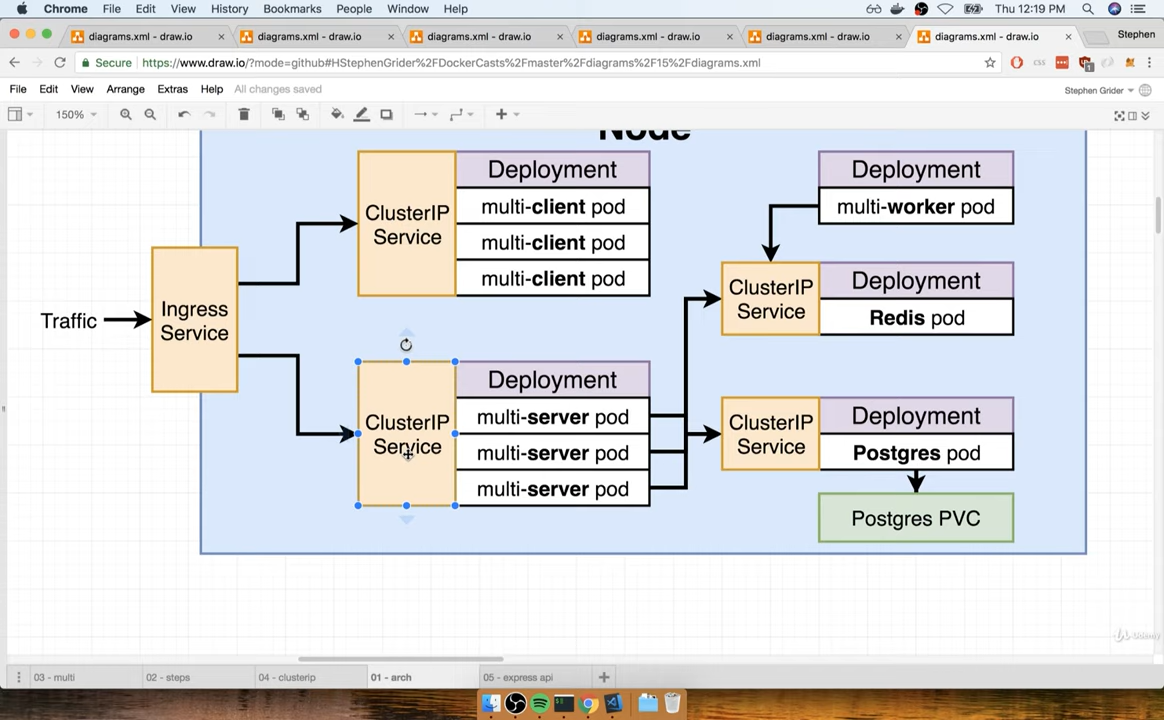 Chrome File Edit View History Bookmarks People Window Help Thu 12:19 PM
diagrams.xml - draw.io diagrams.xml - draw.io diagrams.xml - draw.io diagrams.xml - draw.io diagrams.xml - draw.io diagrams.xml - draw.io Stephen
Secure https://www.draw.io/?mode=github#HStephenGrider%2FDockerCasts%2Fmaster%2Fdiagrams%2F15%2Fdiagrams.xml
File Edit View Arrange Extras Help All changes saved Stephen Grider
150%
Node
Traffic
Ingress
Service
ClusterIP
Service
Deployment
multi-client pod
multi-client pod
multi-client pod
ClusterIP
Service
Deployment
multi-server pod
multi-server pod
multi-server pod
Deployment
multi-worker pod
ClusterIP
Service
Deployment
Redis pod
ClusterIP
Service
Deployment
Postgres pod
Postgres PVC
Udemy
03 - multi 02 - steps 04 - clusterip 01 - arch 05 - express api